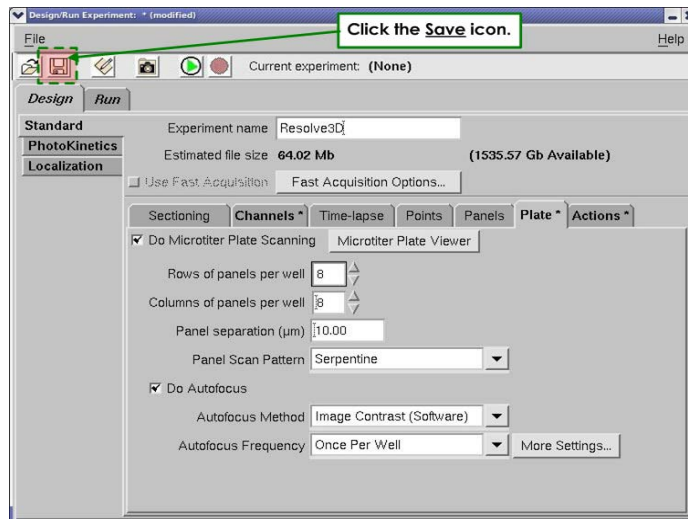 Design/Run Experiment: * (modified)
Click the Save icon.
File
Help
Current experiment: (None)
Design Run
Standard
PhotoKinetics
Localization
Experiment name Resolve3D
Estimated file size 64.02 Mb (1535.57 Gb Available)
Use Fast Acquisition Fast Acquisition Options...
Sectioning Channels * Time-lapse Points Panels Plate * Actions *
Do Microtiter Plate Scanning Microtiter Plate Viewer
Rows of panels per well 8
Columns of panels per well 8
Panel separation (µm) 10.00
Panel Scan Pattern Serpentine
Do Autofocus
Autofocus Method Image Contrast (Software)
Autofocus Frequency Once Per Well More Settings...